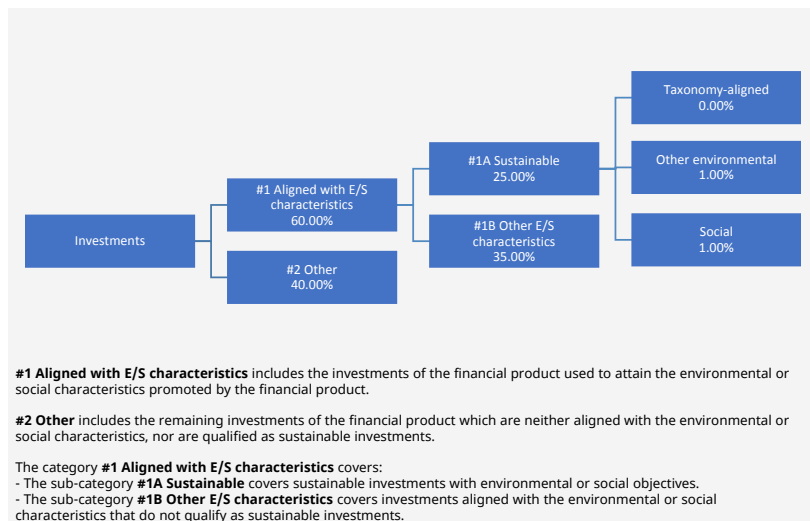 Taxonomy-aligned
0.00%
#1A Sustainable
25.00%
Other environmental
1.00%
#1 Aligned with E/S
characteristics
60.00%
Investments
#1B Other E/S
characteristics
35.00%
Social
1.00%
#2 Other
40.00%
#1 Aligned with E/S characteristics includes the investments of the financial product used to attain the environmental or
social characteristics promoted by the financial product.
#2 Other includes the remaining investments of the financial product which are neither aligned with the environmental or
social characteristics, nor are qualified as sustainable investments.
The category #1 Aligned with E/S characteristics covers:
- The sub-category #1A Sustainable covers sustainable investments with environmental or social objectives.
- The sub-category #1B Other E/S characteristics covers investments aligned with the environmental or social
characteristics that do not qualify as sustainable investments.